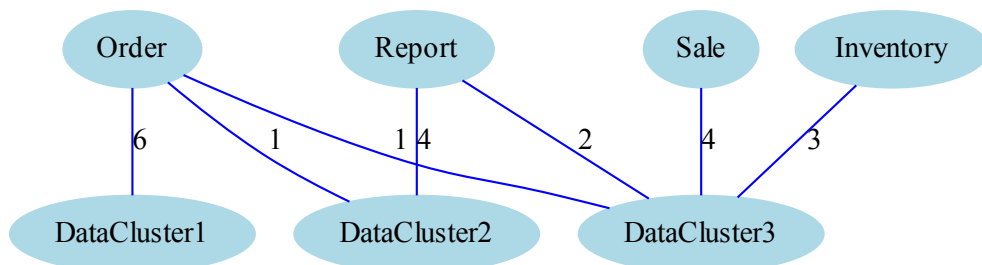 Order
Report
Sale
Inventory
6
1
1
4
2
4
3
DataCluster1
DataCluster2
DataCluster3